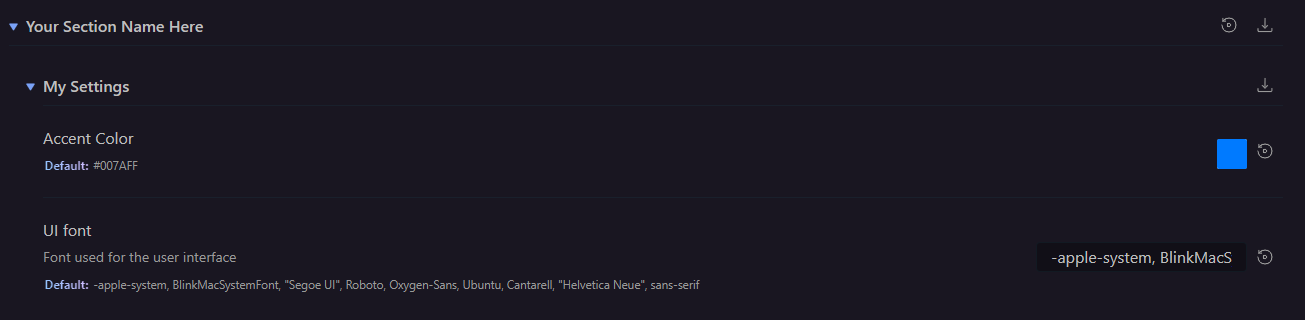 Your Section Name Here
My Settings
Accent Color
Default: #007AFF
UI font
Font used for the user interface
-apple-system, BlinkMacS
Default: -apple-system, BlinkMacSystemFont, "Segoe UI", Roboto, Oxygen-Sans, Ubuntu, Cantarell, "Helvetica Neue", sans-serif